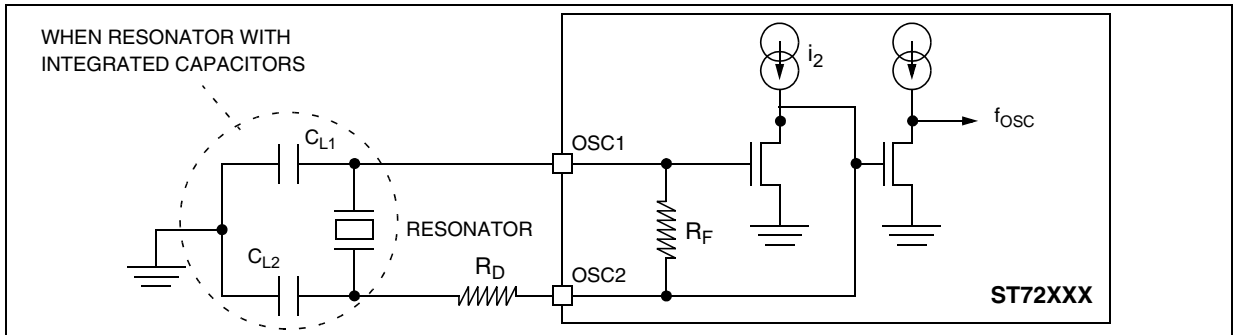 WHEN RESONATOR WITH
INTEGRATED CAPACITORS
i2
fOSC
CL1
OSC1
RESONATOR
RF
CL2
RD
OSC2
ST72XXX